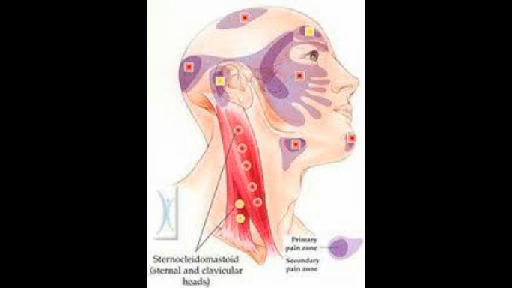 Sternocleidomastoid
(sternal and clavicular
heads)
Primary
pain zone
Secondary
pain zone